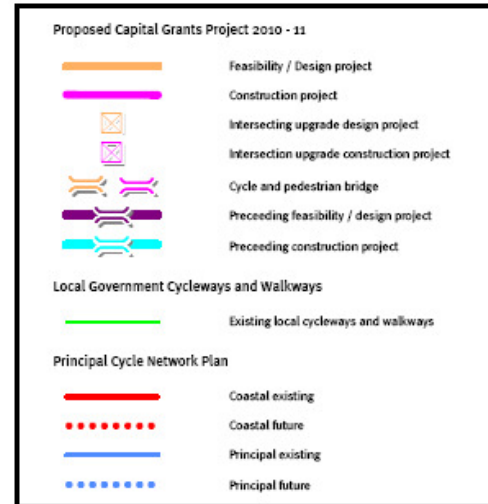 Proposed Capital Grants Project 2010 - 11
Feasibility / Design project
Construction project
Intersecting upgrade design project
Intersection upgrade construction project
Cycle and pedestrian bridge
Preceeding feasibility / design project
Preceeding construction project
Local Government Cycleways and Walkways
Existing local cycleways and walkways
Principal Cycle Network Plan
Coastal existing
Coastal future
Principal existing
Principal future